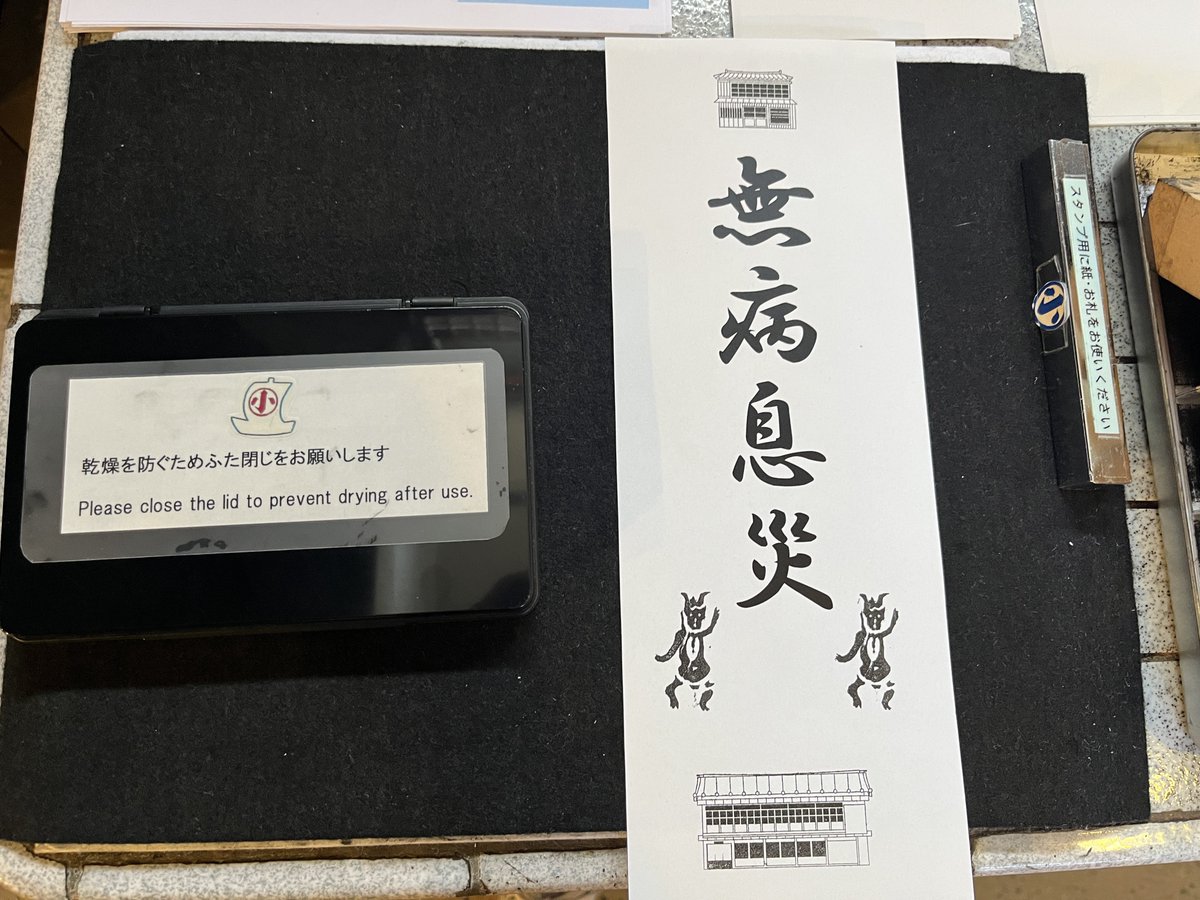 小
乾燥を防ぐためふた閉じをお願いします
Please close the lid to prevent drying after use.
無病息災
スタンプ用に紙・お札をお使いください
小